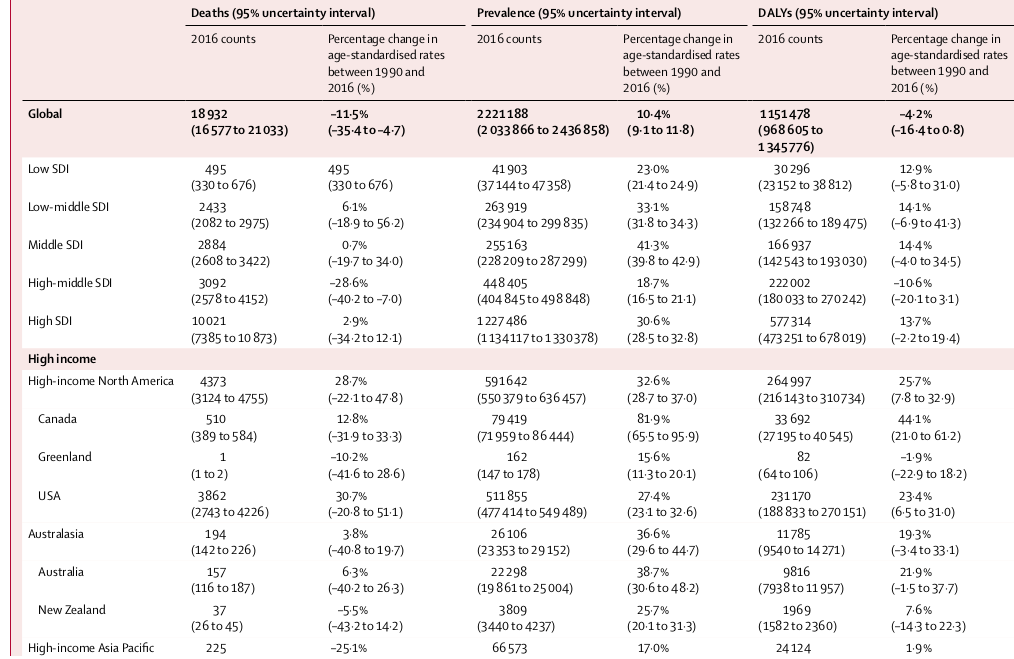 Deaths (95% uncertainty interval) Prevalence (95% uncertainty interval) DALYs (95% uncertainty interval)
2016 counts Percentage change in 2016 counts Percentage change in 2016 counts Percentage change in
age-standardised rates age-standardised rates age-standardised rates
between 1990 and between 1990 and between 1990 and
2016 (%) 2016 (%) 2016 (%)
Global 18 932 –11·5% 2 221 188 10·4% 1 151 478 –4·2%
(16 577 to 21 033) (–35·4 to –4·7) (2 033 866 to 2 436 858) (9·1 to 11·8) (968 605 to (–16·4 to 0·8)
1 345 776)
Low SDI 495 495 41 903 23·0% 30 296 12·9%
(330 to 676) (330 to 676) (37 144 to 47 358) (21·4 to 24·9) (23 152 to 38 812) (–5·8 to 31·0)
Low-middle SDI 2433 6·1% 263 919 33·1% 158 748 14·1%
(2082 to 2975) (–18·9 to 56·2) (234 904 to 299 835) (31·8 to 34·3) (132 266 to 189 475) (–6·9 to 41·3)
Middle SDI 2884 0·7% 255 163 41·3% 166 937 14·4%
(2608 to 3422) (–19·7 to 34·0) (228 209 to 287 299) (39·8 to 42·9) (142 543 to 193 030) (–4·0 to 34·5)
High-middle SDI 3092 –28·6% 448 405 18·7% 222 002 –10·6%
(2578 to 4152) (–40·2 to –7·0) (404 845 to 498 848) (16·5 to 21·1) (180 033 to 270 242) (–20·1 to 3·1)
High SDI 10 021 2·9% 1 227 486 30·6% 577 314 13·7%
(7385 to 10 873) (–34·2 to 12·1) (1 134 117 to 1 330 378) (28·5 to 32·8) (473 251 to 678 019) (–2·2 to 19·4)
High income
High-income North America 4373 28·7% 591 642 32·6% 264 997 25·7%
(3124 to 4755) (–22·1 to 47·8) (550 379 to 636 457) (28·7 to 37·0) (216 143 to 310 734) (7·8 to 32·9)
Canada 510 12·8% 79 419 81·9% 33 692 44·1%
(389 to 584) (–31·9 to 33·3) (71 959 to 86 444) (65·5 to 95·9) (27 195 to 40 545) (21·0 to 61·2)
Greenland 1 –10·2% 162 15·6% 82 –1·9%
(1 to 2) (–41·6 to 28·6) (147 to 178) (11·3 to 20·1) (64 to 106) (–22·9 to 18·2)
USA 3862 30·7% 511 855 27·4% 231 170 23·4%
(2743 to 4226) (–20·8 to 51·1) (477 414 to 549 489) (23·1 to 32·6) (188 833 to 270 151) (6·5 to 31·0)
Australasia 194 3·8% 26 106 36·6% 11 785 19·3%
(142 to 226) (–40·8 to 19·7) (23 353 to 29 152) (29·6 to 44·7) (9540 to 14 271) (–3·4 to 33·1)
Australia 157 6·3% 22 298 38·7% 9816 21·9%
(116 to 187) (–40·2 to 26·3) (19 861 to 25 004) (30·6 to 48·2) (7938 to 11 957) (–1·5 to 37·7)
New Zealand 37 –5·5% 3809 25·7% 1969 7·6%
(26 to 45) (–43·2 to 14·2) (3440 to 4237) (20·1 to 31·3) (1582 to 2360) (–14·3 to 22·3)
High-income Asia Pacific 225 –25·1% 66 573 17·0% 24 124 1·9%